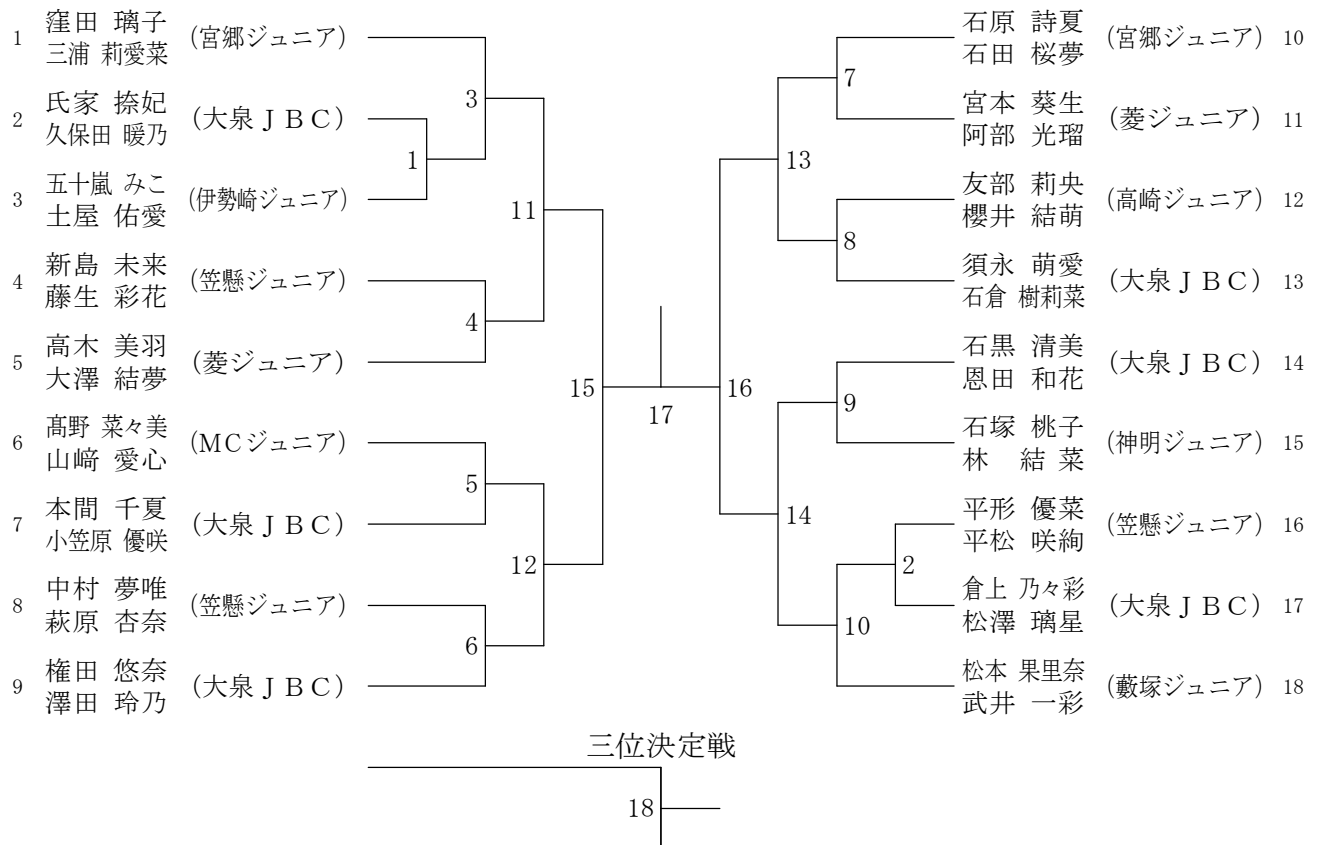 窪田 璃子
1 (宮郷ジュニア)
三浦 莉愛菜
氏家 捺妃
2 (大泉ＪＢＣ)
久保田 暖乃
1
3
五十嵐 みこ
3 (伊勢崎ジュニア)
土屋 佑愛
11
新島 未来
4 (笠懸ジュニア)
藤生 彩花
4
高木 美羽
5 (菱ジュニア)
大澤 結夢
15
髙野 菜々美
6 (MCジュニア)
山﨑 愛心
5
本間 千夏
7 (大泉ＪＢＣ)
小笠原 優咲
12
中村 夢唯
8 (笠懸ジュニア)
萩原 杏奈
6
権田 悠奈
9 (大泉ＪＢＣ)
澤田 玲乃
17
石原 詩夏
(宮郷ジュニア) 10
石田 桜夢
7
宮本 葵生
(菱ジュニア) 11
阿部 光瑠
13
友部 莉央
(高崎ジュニア) 12
櫻井 結萌
8
須永 萌愛
(大泉ＪＢＣ) 13
石倉 樹莉菜
16
石黒 清美
(大泉ＪＢＣ) 14
恩田 和花
9
石塚 桃子
(神明ジュニア) 15
林 結菜
14
平形 優菜
(笠懸ジュニア) 16
平松 咲絢
2
倉上 乃々彩
(大泉ＪＢＣ) 17
松澤 璃星
10
松本 果里奈
(藪塚ジュニア) 18
武井 一彩
三位決定戦
18